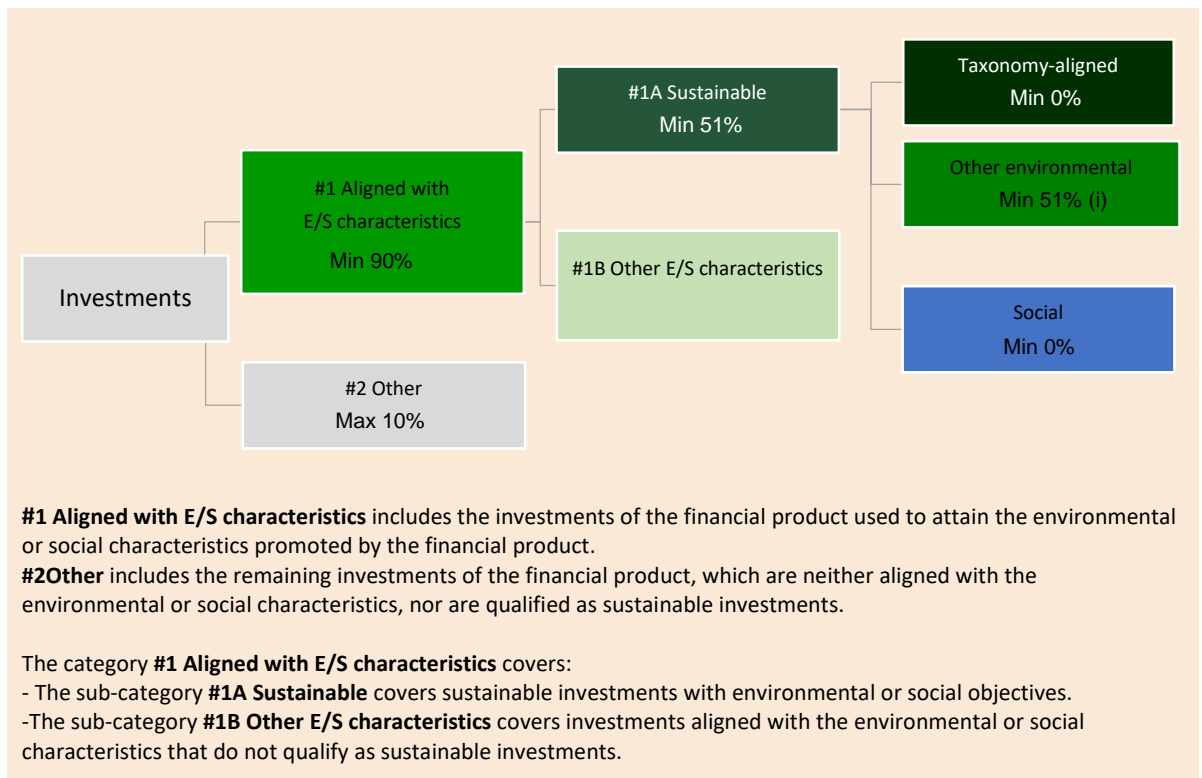 Taxonomy-aligned
Min 0%
#1A Sustainable
Min 51%
Other environmental
Min 51% (i)
#1 Aligned with
E/S characteristics
Min 90%
#1B Other E/S characteristics
Investments
Social
Min 0%
#2 Other
Max 10%
#1 Aligned with E/S characteristics includes the investments of the financial product used to attain the environmental
or social characteristics promoted by the financial product.
#2Other includes the remaining investments of the financial product, which are neither aligned with the
environmental or social characteristics, nor are qualified as sustainable investments.
The category #1 Aligned with E/S characteristics covers:
- The sub-category #1A Sustainable covers sustainable investments with environmental or social objectives.
-The sub-category #1B Other E/S characteristics covers investments aligned with the environmental or social
characteristics that do not qualify as sustainable investments.